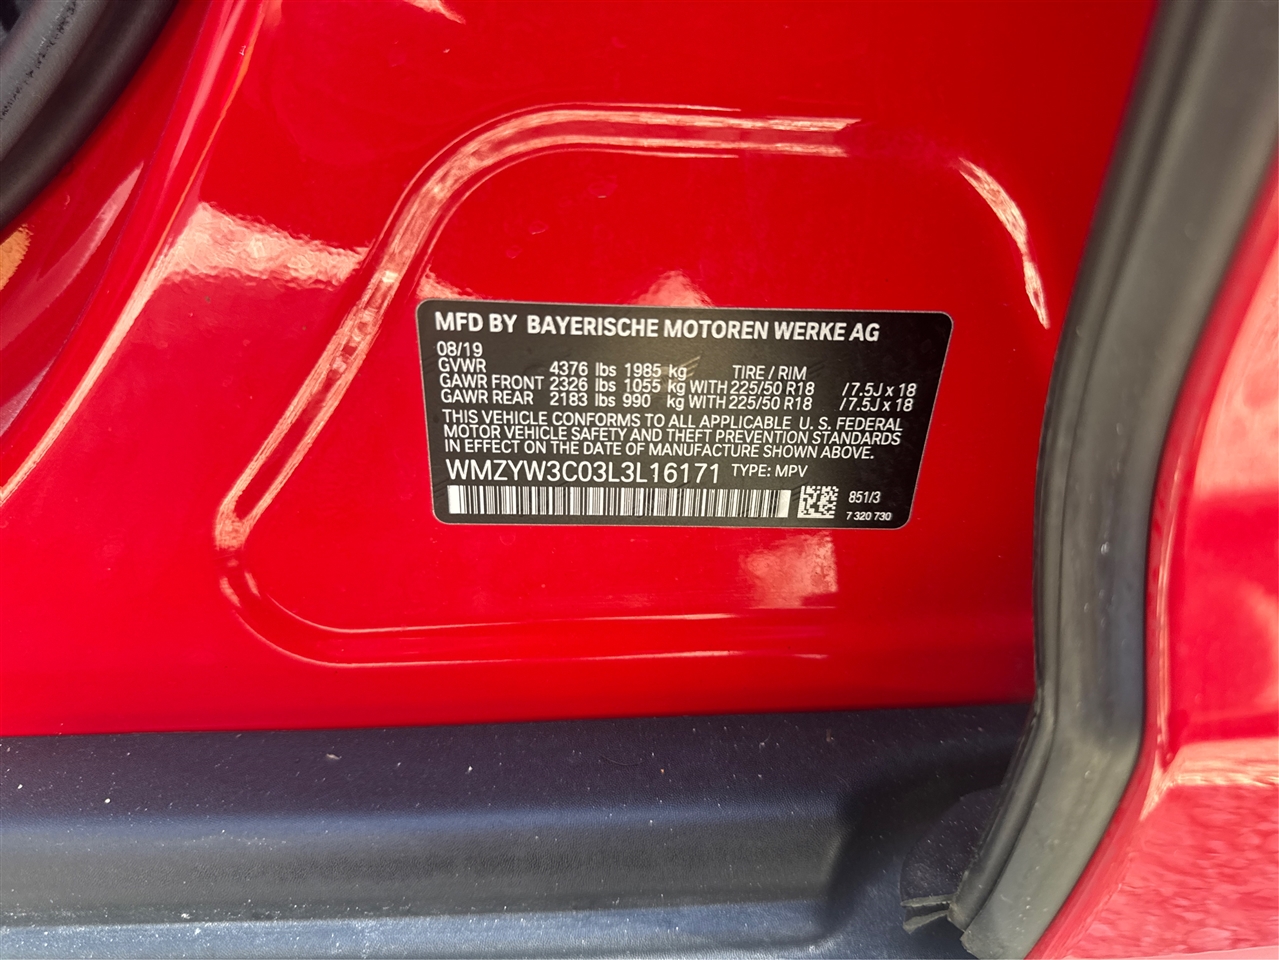 MFD BY BAYERISCHE MOTOREN WERKE AG
08/19
GVWR 4376 lbs 1985 kg TIRE / RIM
GAWR FRONT 2326 lbs 1055 kg WITH 225/50 R18 / 7.5J x 18
GAWR REAR 2183 lbs 990 kg WITH 225/50 R18 / 7.5J x 18
THIS VEHICLE CONFORMS TO ALL APPLICABLE U. S. FEDERAL
MOTOR VEHICLE SAFETY AND THEFT PREVENTION STANDARDS
IN EFFECT ON THE DATE OF MANUFACTURE SHOWN ABOVE.
WMZYW3C03L3L16171 TYPE: MPV
851/3
7 320 730